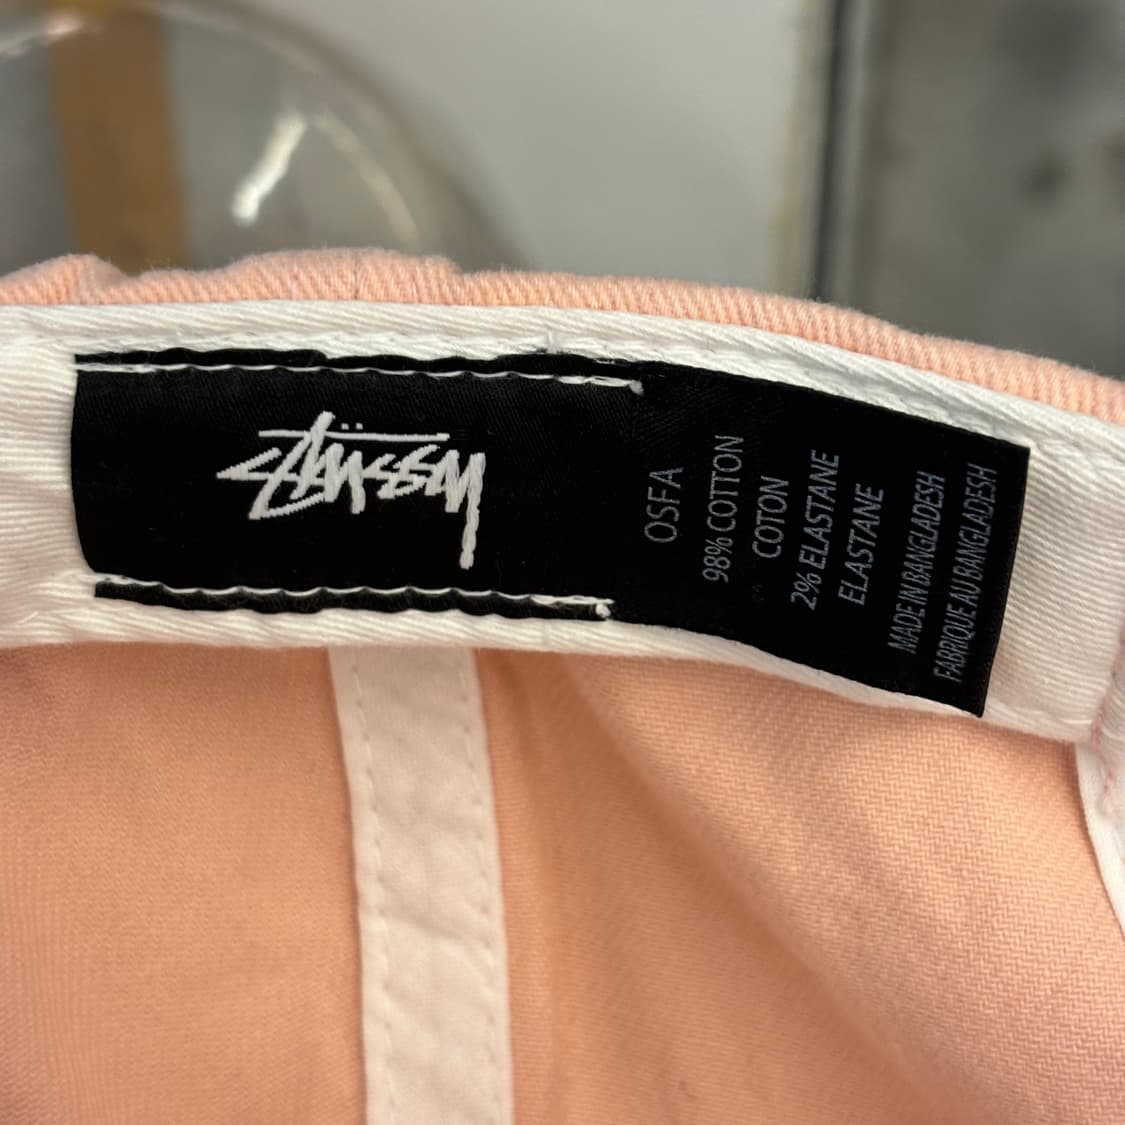 STÜSSY
OSFA
98% COTTON
COTON
2% ELASTANE
ELASTANE
MADE IN BANGLADESH
FABRIQUE AU BANGLADESH